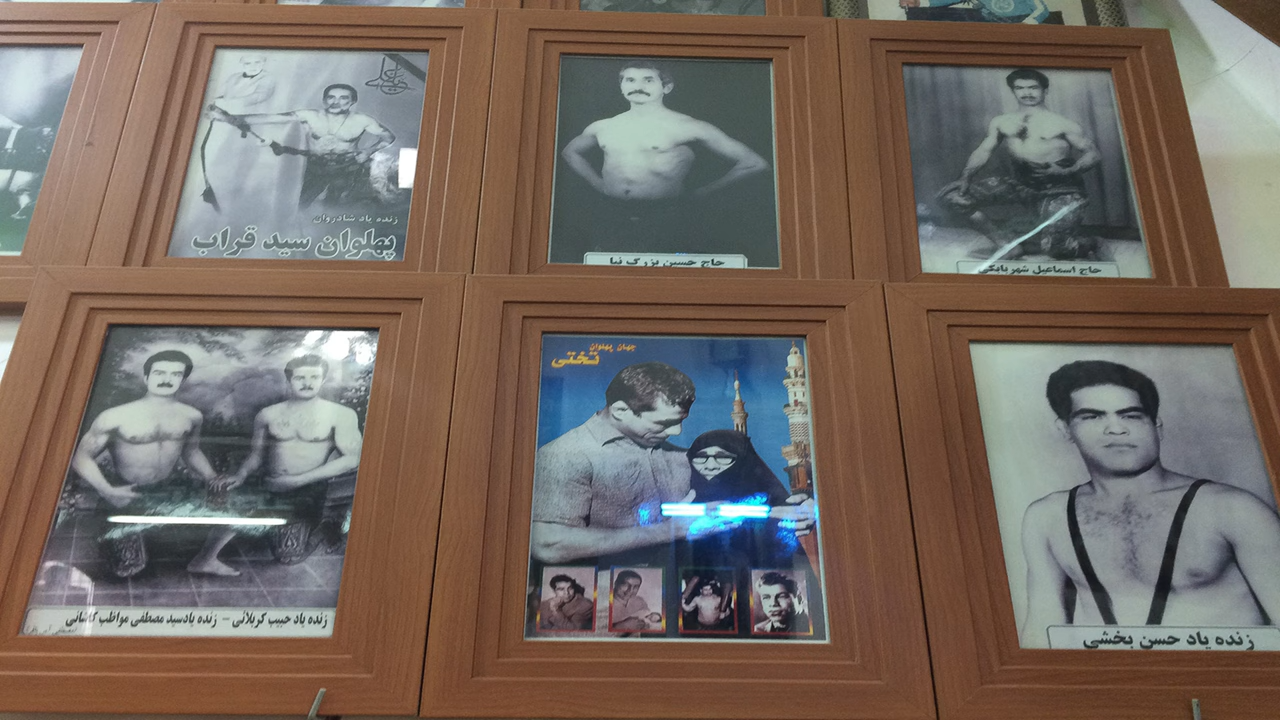 زنده یاد شادروان
پهلوان سید قراب
حاج حسین بزرگ نیا
حاج اسماعیل شهربابکی
زنده یاد حبیب کربلائی - زنده یاد سید مصطفی مواظب کاشانی
جهان پهلوان
تختی
زنده یاد حسن بخشی